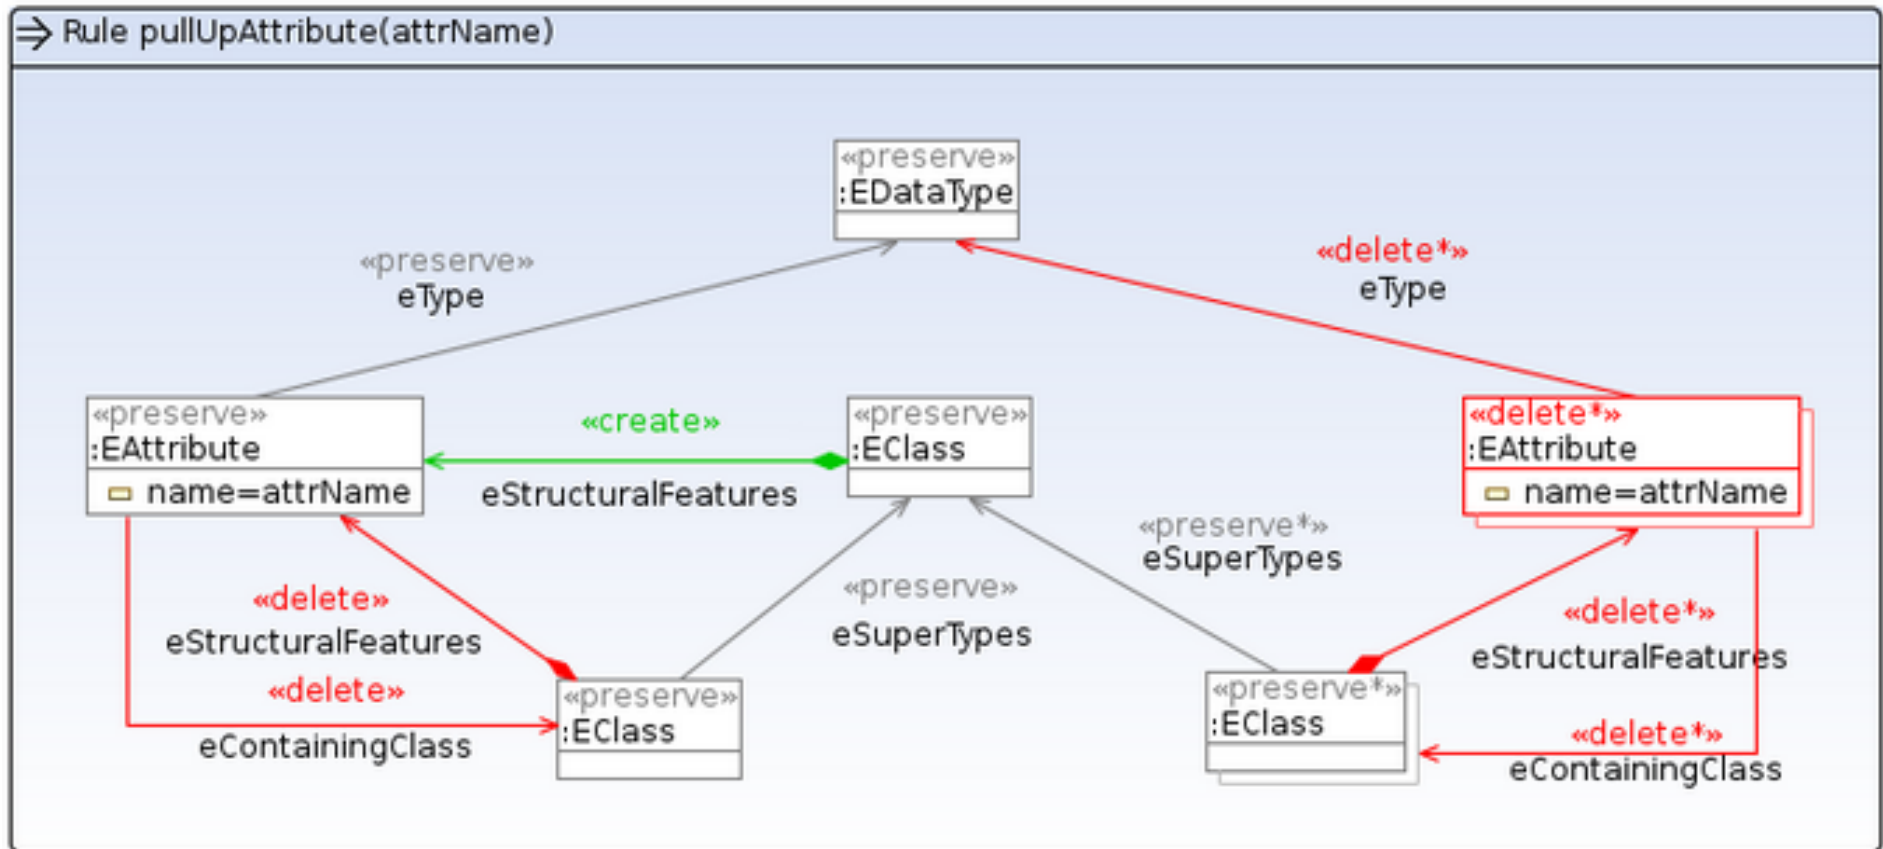 Rule pullUpAttribute(attrName)
«preserve»
:EDataType
«preserve»
eType
«delete*»
eType
«preserve»
:EAttribute
name=attrName
«create»
eStructuralFeatures
«preserve»
:EClass
«delete*»
:EAttribute
name=attrName
«preserve*»
eSuperTypes
«delete»
eStructuralFeatures
«preserve»
eSuperTypes
«delete*»
eStructuralFeatures
«delete»
eContainingClass
«preserve»
:EClass
«preserve*»
:EClass
«delete*»
eContainingClass